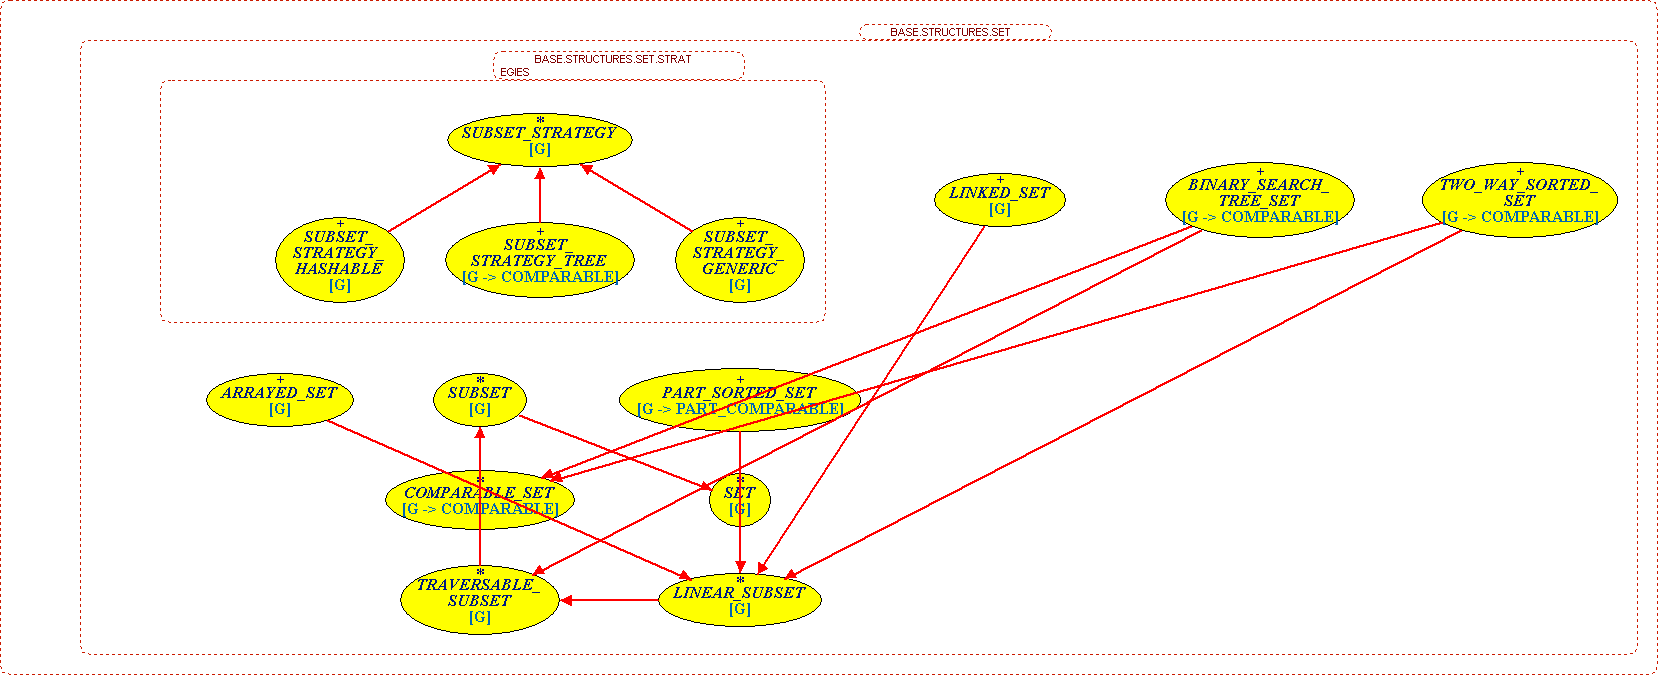 BASE.STRUCTURES.SET
BASE.STRUCTURES.SET.STRAT
EGIES
*
SUBSET_STRATEGY
[G]
+
SUBSET_
STRATEGY_
HASHABLE
[G]
+
SUBSET_
STRATEGY_TREE
[G -> COMPARABLE]
+
SUBSET_
STRATEGY_
GENERIC
[G]
+
LINKED_SET
[G]
+
BINARY_SEARCH_
TREE_SET
[G -> COMPARABLE]
+
TWO_WAY_SORTED_
SET
[G -> COMPARABLE]
+
ARRAYED_SET
[G]
*
SUBSET
[G]
+
PART_SORTED_SET
[G -> PART_COMPARABLE]
*
COMPARABLE_SET
[G -> COMPARABLE]
*
SET
[G]
*
TRAVERSABLE_
SUBSET
[G]
*
LINEAR_SUBSET
[G]